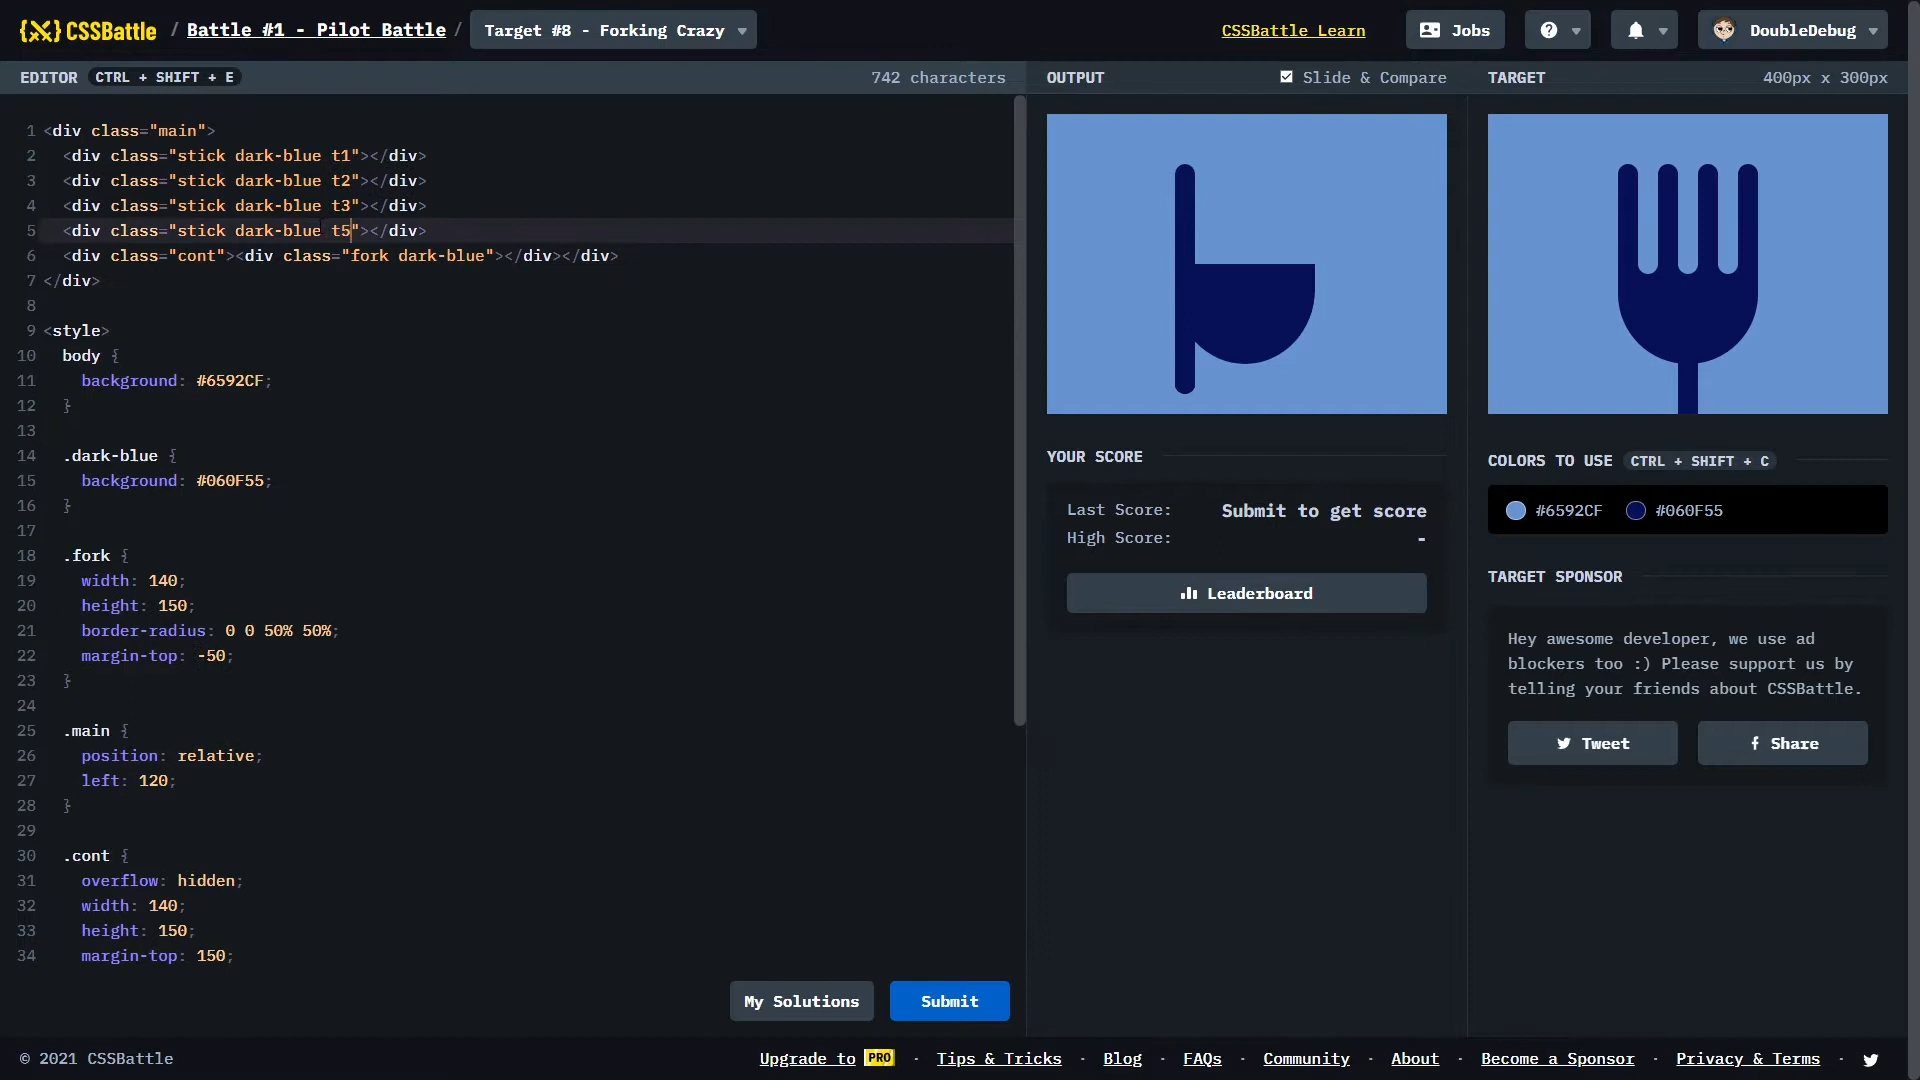 CSSBattle / Battle #1 - Pilot Battle / Target #8 - Forking Crazy
CSSBattle Learn Jobs DoubleDebug
EDITOR CTRL + SHIFT + E 742 characters
OUTPUT Slide & Compare
TARGET 400px x 300px
1 <div class="main">
2 <div class="stick dark-blue t1"></div>
3 <div class="stick dark-blue t2"></div>
4 <div class="stick dark-blue t3"></div>
5 <div class="stick dark-blue t5"></div>
6 <div class="cont"><div class="fork dark-blue"></div></div>
7 </div>
8
9 <style>
10 body {
11 background: #6592CF;
12 }
13
14 .dark-blue {
15 background: #060F55;
16 }
17
18 .fork {
19 width: 140;
20 height: 150;
21 border-radius: 0 0 50% 50%;
22 margin-top: -50;
23 }
24
25 .main {
26 position: relative;
27 left: 120;
28 }
29
30 .cont {
31 overflow: hidden;
32 width: 140;
33 height: 150;
34 margin-top: 150;
My Solutions Submit
YOUR SCORE
Last Score: Submit to get score
High Score: -
Leaderboard
COLORS TO USE CTRL + SHIFT + C
#6592CF #060F55
TARGET SPONSOR
Hey awesome developer, we use ad
blockers too :) Please support us by
telling your friends about CSSBattle.
Tweet Share
© 2021 CSSBattle
Upgrade to PRO · Tips & Tricks · Blog · FAQs · Community · About · Become a Sponsor · Privacy & Terms ·